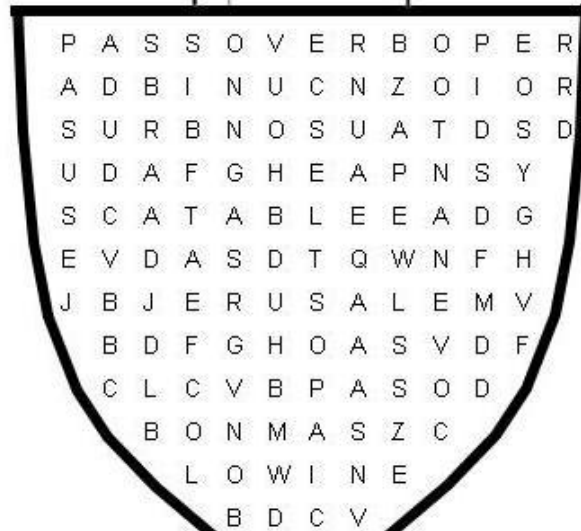 P A S S O V E R B O P E R
A D B I N U C N Z O I O R
S U R B N O S U A T D S D
U D A F G H E A P N S Y
S C A T A B L E E A D G
E V D A S D T Q W N F H
J B J E R U S A L E M V
B D F G H O A S V D F
C L C V B P A S O D
B O N M A S Z C
L O W I N E
B D C V